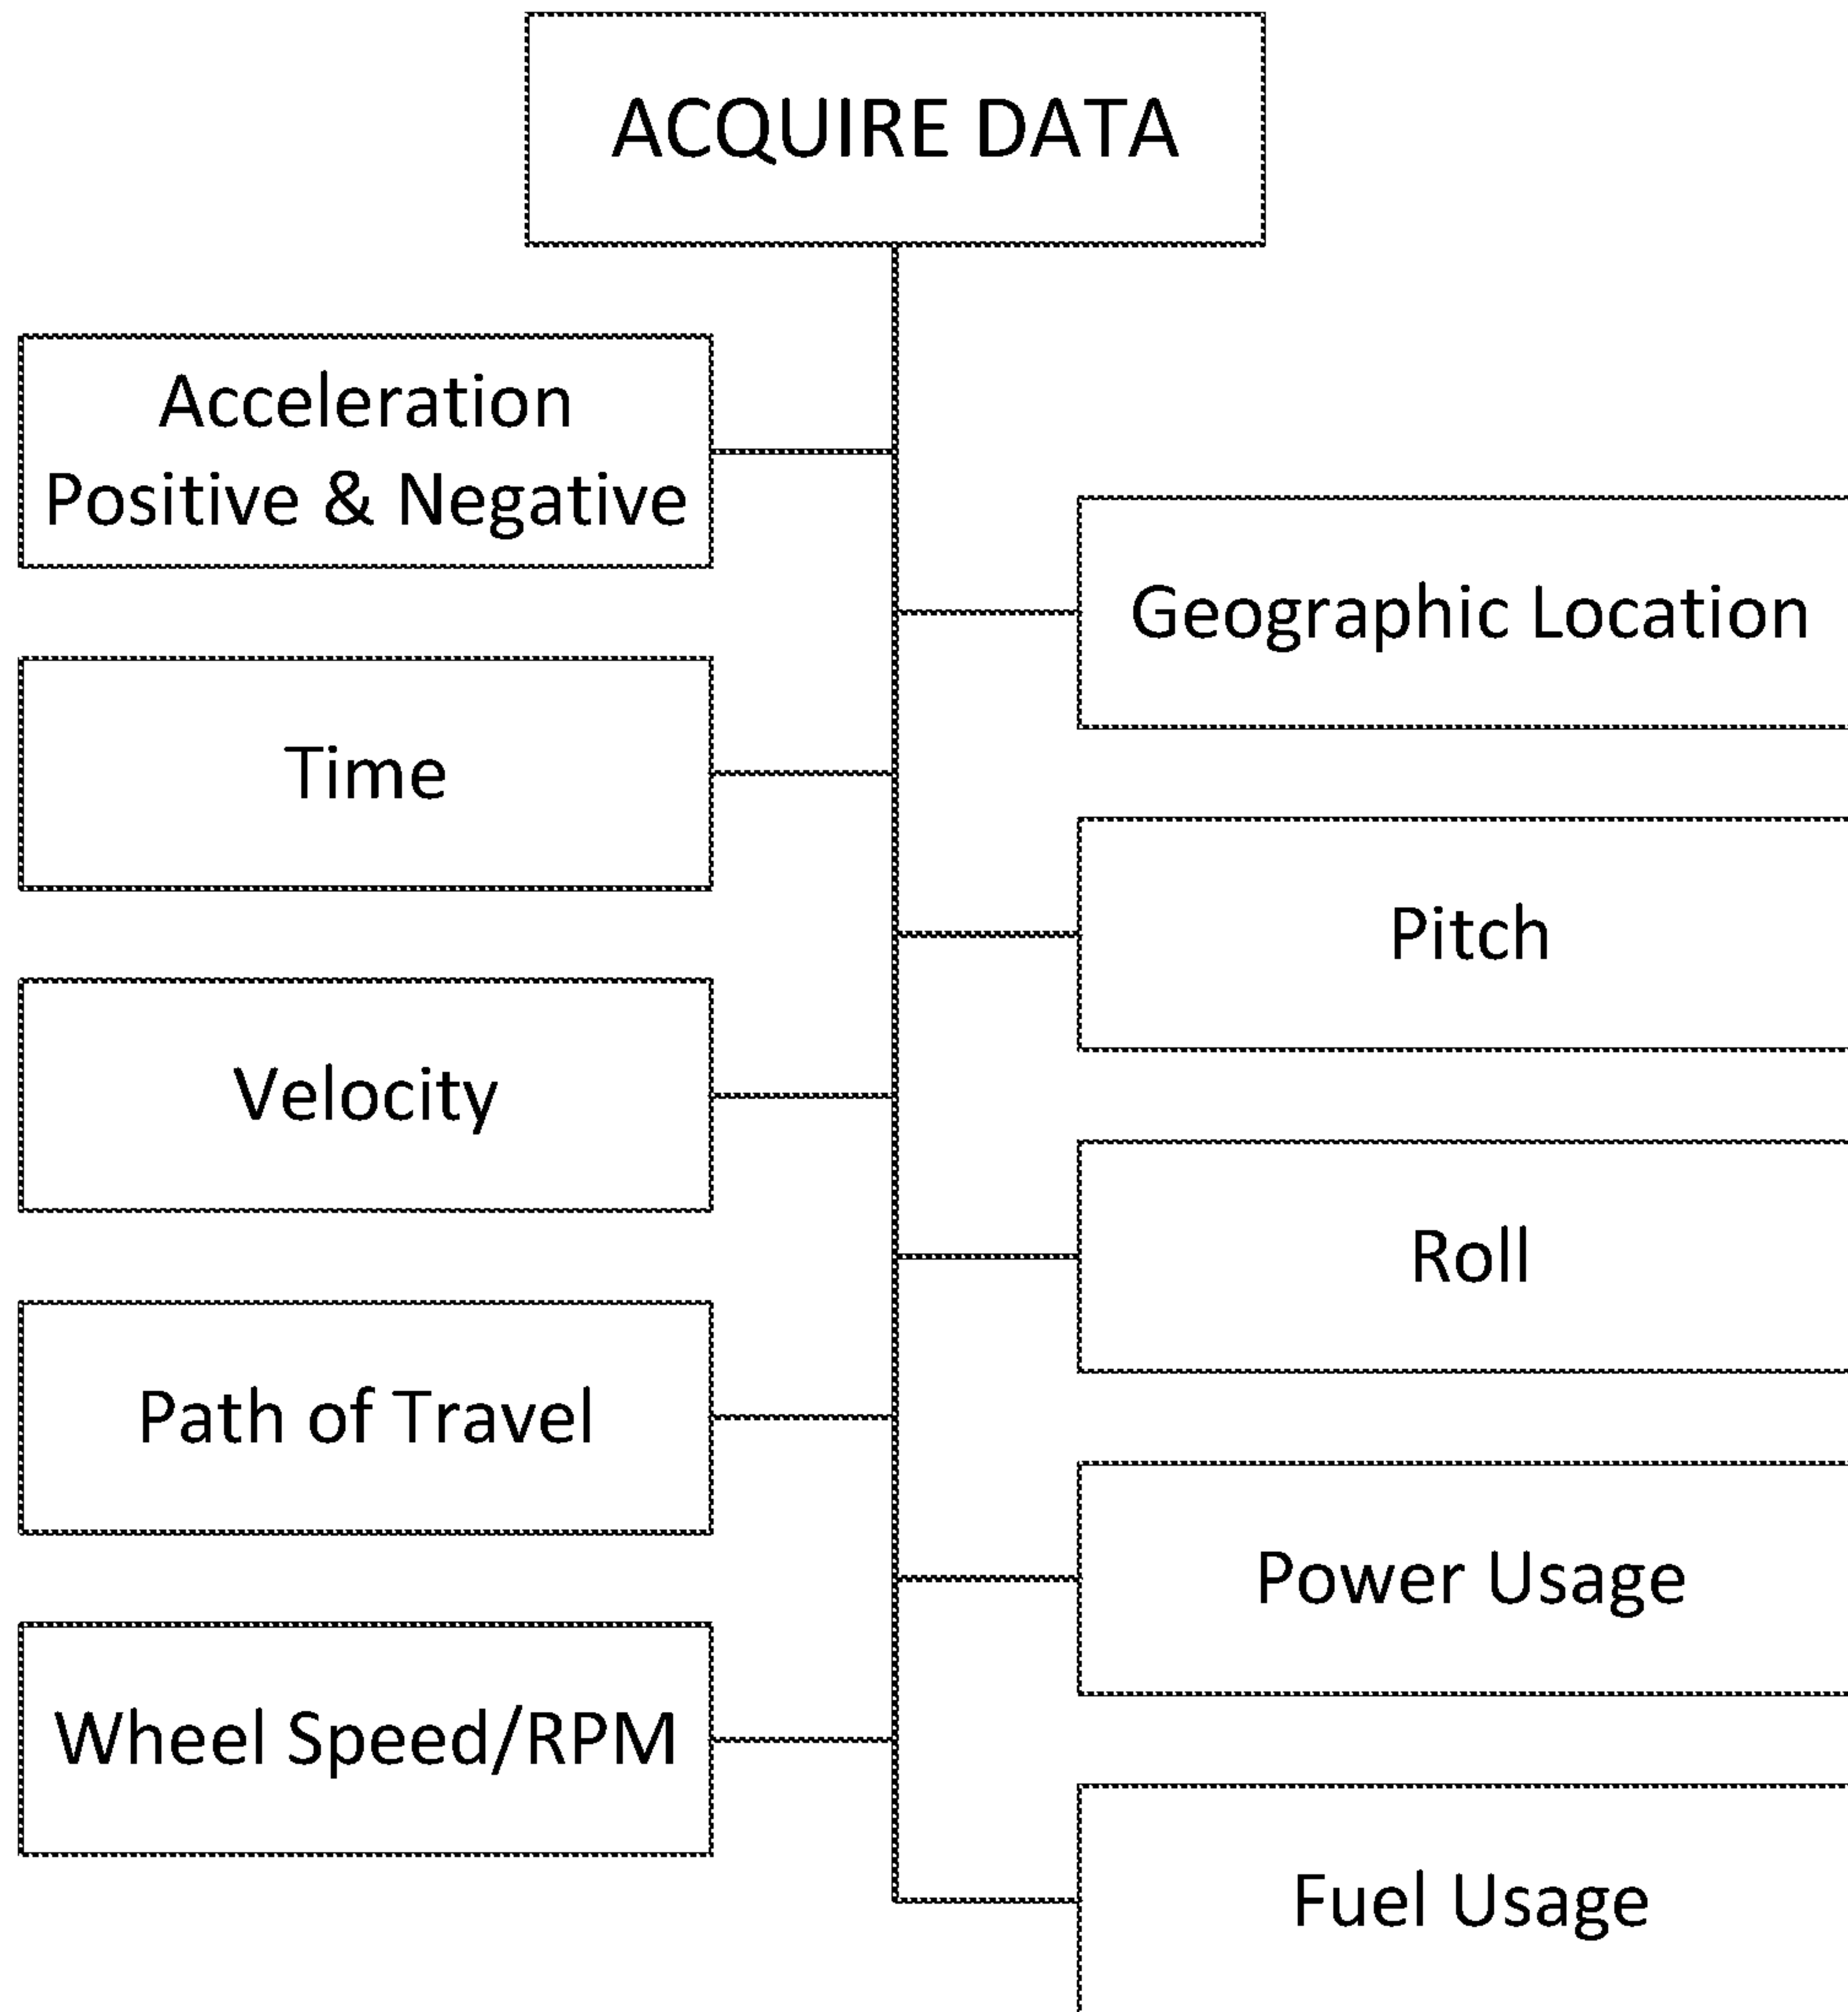 ACQUIRE DATA
Acceleration
Positive & Negative
Geographic Location
Time
Pitch
Velocity
Roll
Path of Travel
Power Usage
Wheel Speed/RPM
Fuel Usage